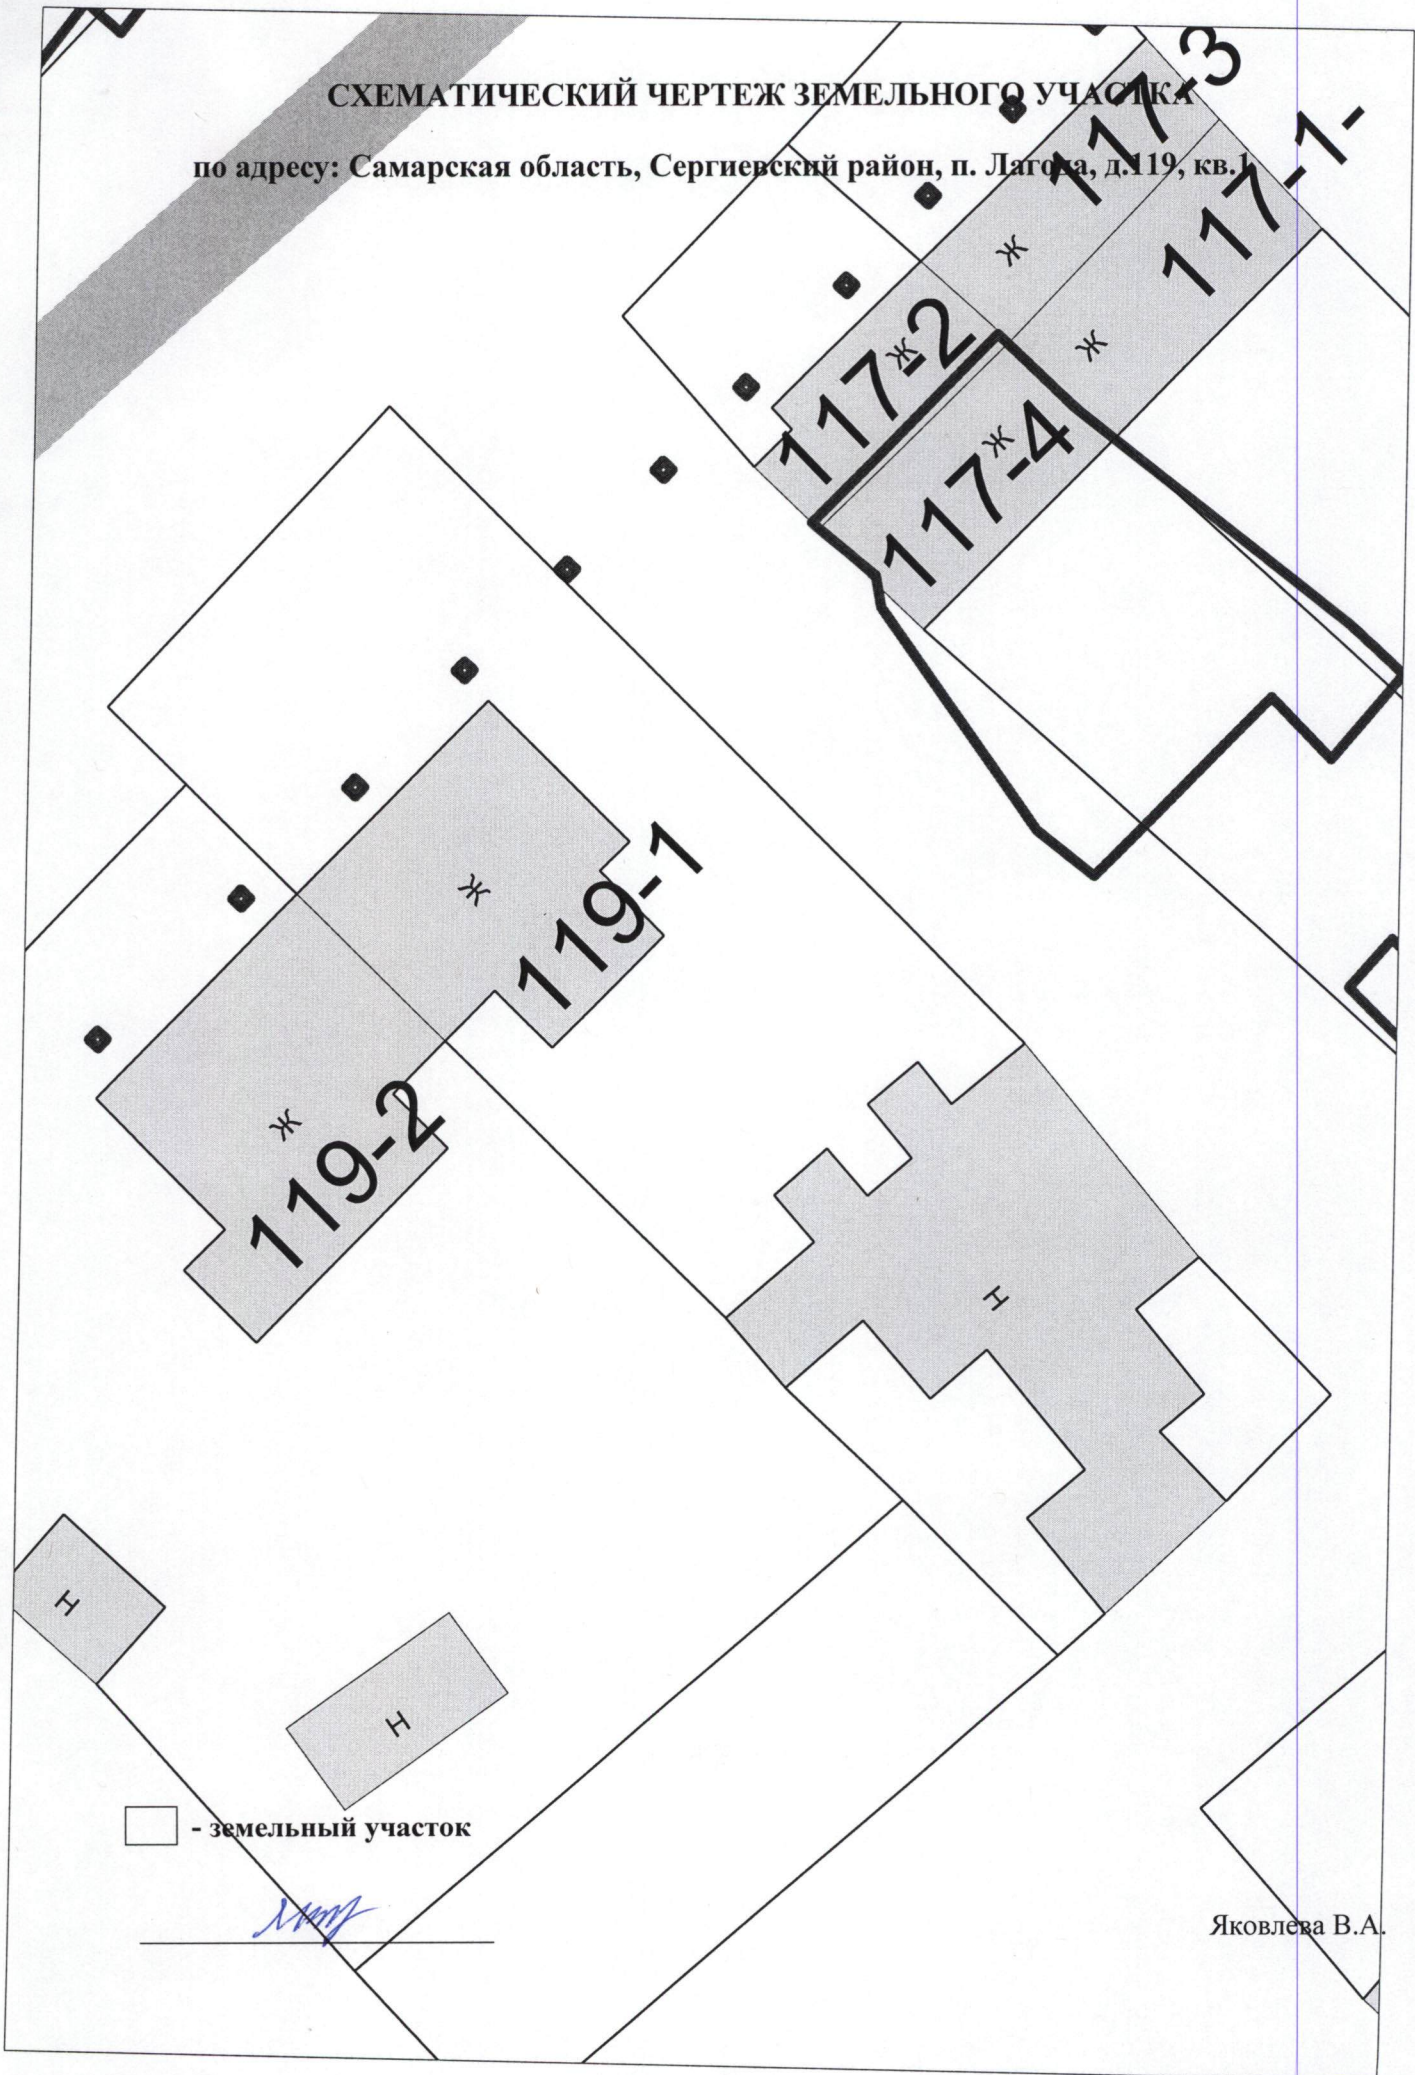 СХЕМАТИЧЕСКИЙ ЧЕРТЕЖ ЗЕМЕЛЬНОГО УЧАСТКА
по адресу: Самарская область, Сергиевский район, п. Лагода, д.119, кв.1
117-3
117-1-
Ж
Ж
117-2
Ж
117-4
Ж
119-1
Ж
119-2
Ж
Н
Н
Н
- земельный участок
Яковлева В.А.